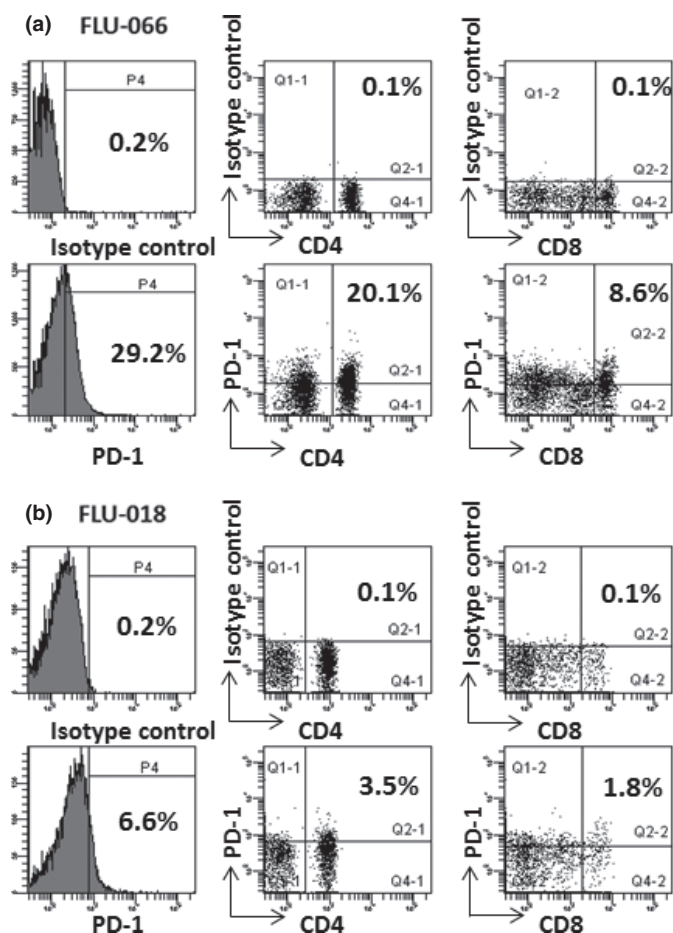 (a) FLU-066
P4
0.2%
Isotype control
Isotype control
Q1-1
0.1%
Q2-1
Q4-1
CD4
Isotype control
Q1-2
0.1%
Q2-2
Q4-2
CD8
P4
29.2%
PD-1
PD-1
Q1-1
20.1%
Q2-1
Q4-1
CD4
PD-1
Q1-2
8.6%
Q2-2
Q4-2
CD8
(b) FLU-018
P4
0.2%
Isotype control
Isotype control
Q1-1
0.1%
Q2-1
Q4-1
CD4
Isotype control
Q1-2
0.1%
Q2-2
Q4-2
CD8
P4
6.6%
PD-1
PD-1
Q1-1
3.5%
Q2-1
Q4-1
CD4
PD-1
Q1-2
1.8%
Q2-2
Q4-2
CD8